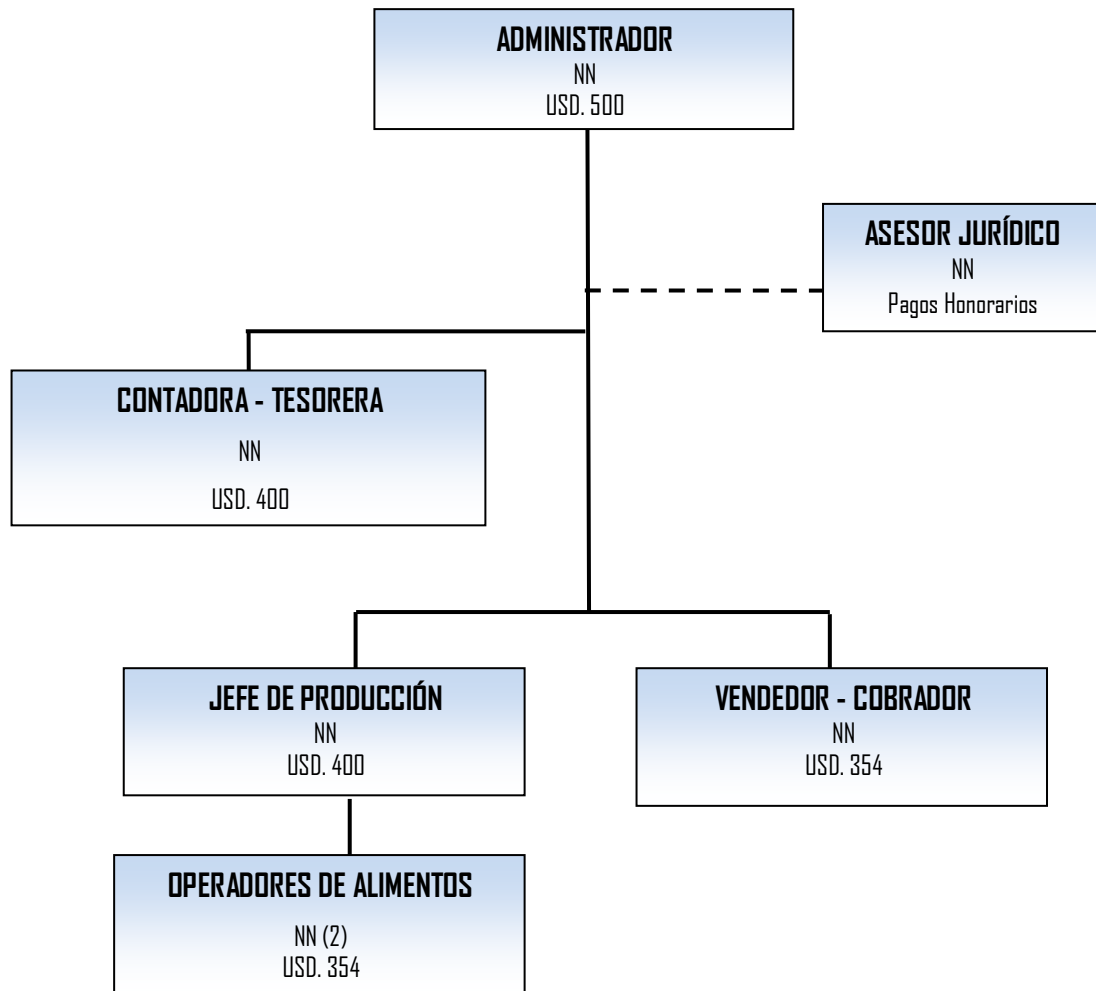 ADMINISTRADOR
NN
USD. 500
ASESOR JURÍDICO
NN
Pagos Honorarios
CONTADORA - TESORERA
NN
USD. 400
JEFE DE PRODUCCIÓN
NN
USD. 400
VENDEDOR - COBRADOR
NN
USD. 354
OPERADORES DE ALIMENTOS
NN (2)
USD. 354